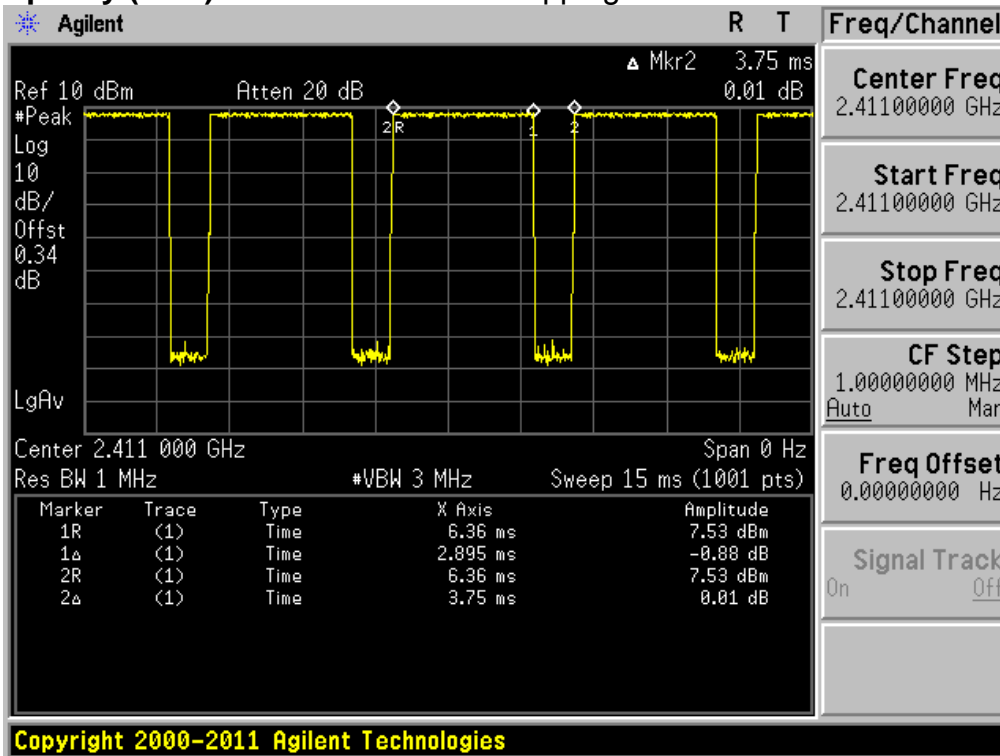 Agilent R T Freq/Channel
Δ Mkr2 3.75 ms
Ref 10 dBm Atten 20 dB 0.01 dB
#Peak
Log
10
dB/
Offst
0.34
dB
LgAv
2R 1 2
Center 2.411 000 GHz Span 0 Hz
Res BW 1 MHz #VBW 3 MHz Sweep 15 ms (1001 pts)
Marker Trace Type X Axis Amplitude
1R (1) Time 6.36 ms 7.53 dBm
1Δ (1) Time 2.895 ms -0.88 dB
2R (1) Time 6.36 ms 7.53 dBm
2Δ (1) Time 3.75 ms 0.01 dB
Center Freq
2.41100000 GHz
Start Freq
2.41100000 GHz
Stop Freq
2.41100000 GHz
CF Step
1.00000000 MHz
Auto Man
Freq Offset
0.00000000 Hz
Signal Track
On Off
Copyright 2000-2011 Agilent Technologies